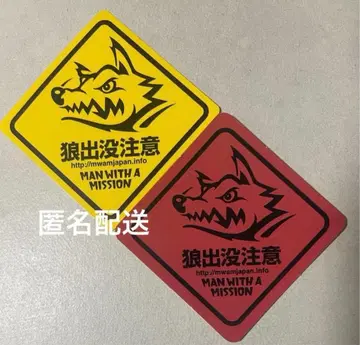 狼出没注意
http://mwamjapan.info
MAN WITH A
MISSION
匿名配送
狼出没注意
http://mwamjapan.info
MAN WITH A
MISSION